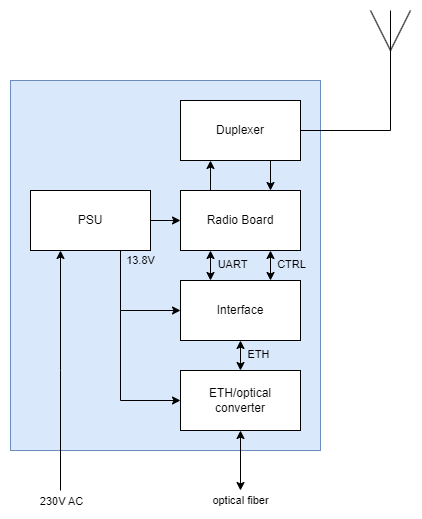 Duplexer
PSU
Radio Board
13.8V
UART
CTRL
Interface
ETH
ETH/optical
converter
230V AC
optical fiber